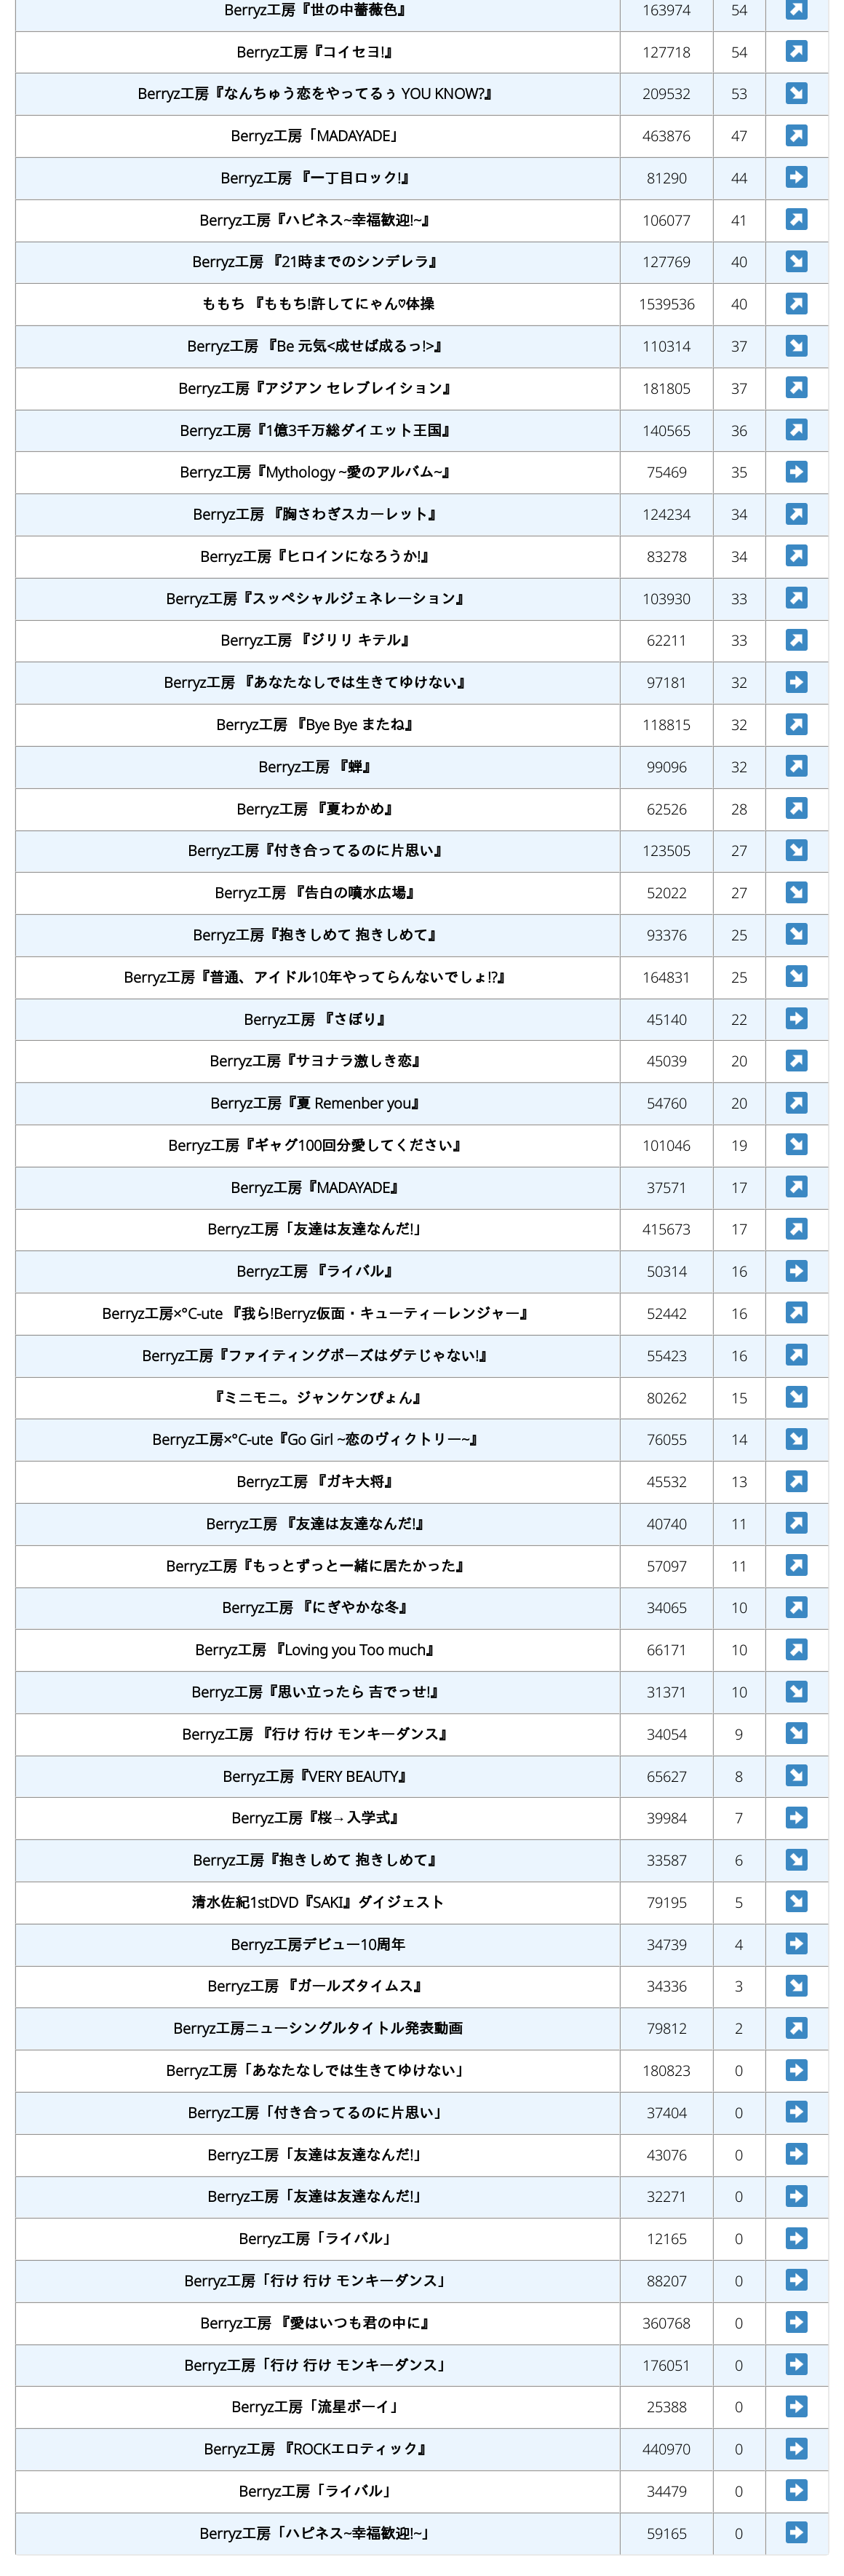 Berryz工房『世の中薔薇色』 163974 54 ↗
Berryz工房『コイセヨ!』 127718 54 ↗
Berryz工房『なんちゅう恋をやってるぅ YOU KNOW?』 209532 53 ↘
Berryz工房「MADAYADE」 463876 47 ↗
Berryz工房 『一丁目ロック!』 81290 44 ➡
Berryz工房『ハピネス~幸福歓迎!~』 106077 41 ↗
Berryz工房 『21時までのシンデレラ』 127769 40 ↘
ももち 『ももち!許してにゃん♡体操 1539536 40 ↗
Berryz工房 『Be 元気<成せば成るっ!>』 110314 37 ↘
Berryz工房『アジアン セレブレイション』 181805 37 ↗
Berryz工房『1億3千万総ダイエット王国』 140565 36 ↗
Berryz工房『Mythology ~愛のアルバム~』 75469 35 ➡
Berryz工房 『胸さわぎスカーレット』 124234 34 ↗
Berryz工房『ヒロインになろうか!』 83278 34 ↗
Berryz工房『スッペシャルジェネレ〜ション』 103930 33 ↗
Berryz工房 『ジリリ キテル』 62211 33 ↗
Berryz工房 『あなたなしでは生きてゆけない』 97181 32 ➡
Berryz工房 『Bye Bye またね』 118815 32 ↗
Berryz工房 『蝉』 99096 32 ↗
Berryz工房 『夏わかめ』 62526 28 ↗
Berryz工房『付き合ってるのに片思い』 123505 27 ↘
Berryz工房 『告白の噴水広場』 52022 27 ↘
Berryz工房『抱きしめて 抱きしめて』 93376 25 ↘
Berryz工房『普通、アイドル10年やってらんないでしょ!?』 164831 25 ↘
Berryz工房 『さぼり』 45140 22 ➡
Berryz工房『サヨナラ激しき恋』 45039 20 ↗
Berryz工房『夏 Remenber you』 54760 20 ↗
Berryz工房『ギャグ100回分愛してください』 101046 19 ↘
Berryz工房『MADAYADE』 37571 17 ↗
Berryz工房「友達は友達なんだ!」 415673 17 ↗
Berryz工房 『ライバル』 50314 16 ➡
Berryz工房×°C-ute 『我ら!Berryz仮面・キューティーレンジャー』 52442 16 ↗
Berryz工房『ファイティングポーズはダテじゃない!』 55423 16 ↗
『ミニモニ。ジャンケンぴょん』 80262 15 ↘
Berryz工房×°C-ute『Go Girl ~恋のヴィクトリー~』 76055 14 ↘
Berryz工房 『ガキ大将』 45532 13 ↗
Berryz工房 『友達は友達なんだ!』 40740 11 ↗
Berryz工房『もっとずっと一緒に居たかった』 57097 11 ↗
Berryz工房 『にぎやかな冬』 34065 10 ↗
Berryz工房 『Loving you Too much』 66171 10 ↗
Berryz工房『思い立ったら 吉でっせ!』 31371 10 ↘
Berryz工房 『行け 行け モンキーダンス』 34054 9 ↘
Berryz工房『VERY BEAUTY』 65627 8 ↘
Berryz工房『桜→入学式』 39984 7 ➡
Berryz工房『抱きしめて 抱きしめて』 33587 6 ↘
清水佐紀1stDVD『SAKI』ダイジェスト 79195 5 ↘
Berryz工房デビュー10周年 34739 4 ➡
Berryz工房 『ガールズタイムス』 34336 3 ↘
Berryz工房ニューシングルタイトル発表動画 79812 2 ↗
Berryz工房「あなたなしでは生きてゆけない」 180823 0 ➡
Berryz工房「付き合ってるのに片思い」 37404 0 ➡
Berryz工房「友達は友達なんだ!」 43076 0 ➡
Berryz工房「友達は友達なんだ!」 32271 0 ➡
Berryz工房「ライバル」 12165 0 ➡
Berryz工房「行け 行け モンキーダンス」 88207 0 ➡
Berryz工房 『愛はいつも君の中に』 360768 0 ➡
Berryz工房「行け 行け モンキーダンス」 176051 0 ➡
Berryz工房「流星ボーイ」 25388 0 ➡
Berryz工房 『ROCKエロティック』 440970 0 ➡
Berryz工房「ライバル」 34479 0 ➡
Berryz工房「ハピネス~幸福歓迎!~」 59165 0 ➡